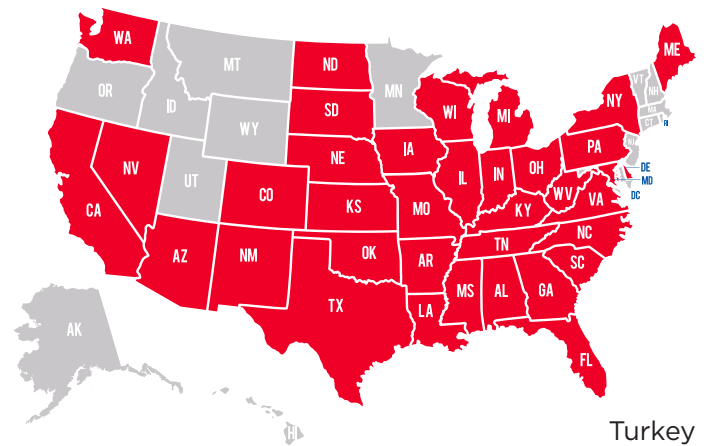 WA
MT
ND
MN
ME
VT
NH
OR
ID
WY
SD
WI
MI
NY
MA
CT
RI
NV
UT
CO
NE
IA
IL
IN
OH
PA
NJ
DE
MD
DC
CA
AZ
NM
KS
MO
KY
WV
VA
OK
AR
TN
NC
SC
TX
LA
MS
AL
GA
FL
AK
HI
Turkey